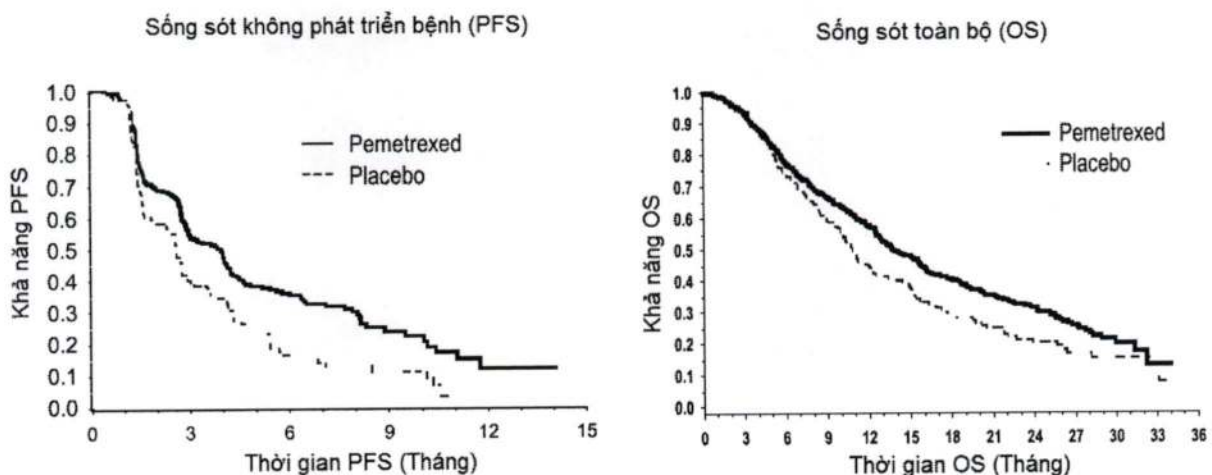 Sống sót không phát triển bệnh (PFS)
Khả năng PFS
1.0
0.9
0.8
0.7
0.6
0.5
0.4
0.3
0.2
0.1
0.0
Pemetrexed
Placebo
0 3 6 9 12 15
Thời gian PFS (Tháng)
Sống sót toàn bộ (OS)
Khả năng OS
1.0
0.9
0.8
0.7
0.6
0.5
0.4
0.3
0.2
0.1
0.0
Pemetrexed
Placebo
0 3 6 9 12 15 18 21 24 27 30 33 36
Thời gian OS (Tháng)